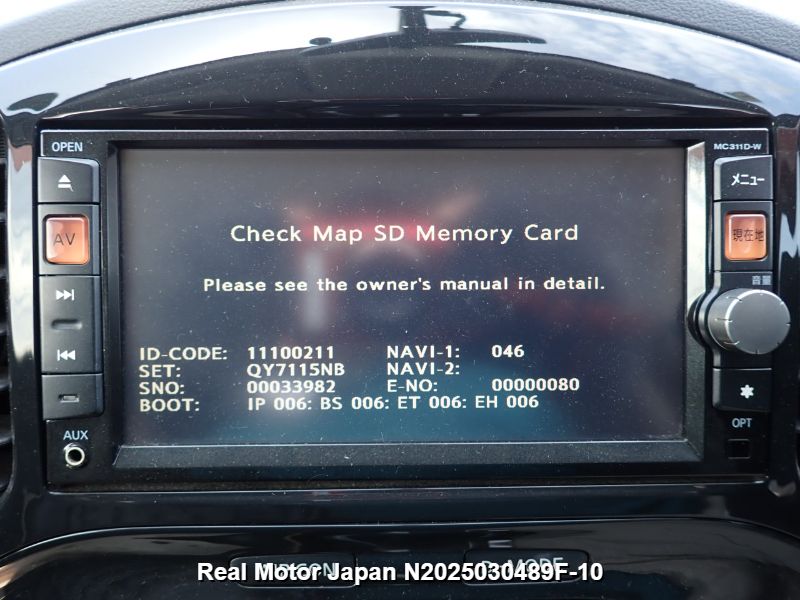 OPEN
MC311D-W
メニュー
AV
現在地
音量
Check Map SD Memory Card
Please see the owner's manual in detail.
ID-CODE: 11100211 NAVI-1: 046
SET: QY7115NB NAVI-2:
SNO: 00033982 E-NO: 00000080
BOOT: IP 006: BS 006: ET 006: EH 006
AUX
OPT
D-MODE
Real Motor Japan N2025030489F-10